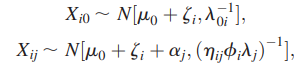 X_{i0} ∼ N[μ_0 + ζ_i, λ_{0i}^{-1}],
X_{ij} ∼ N[μ_0 + ζ_i + α_j, (η_{ij}ϕ_iλ_j)^{-1}],